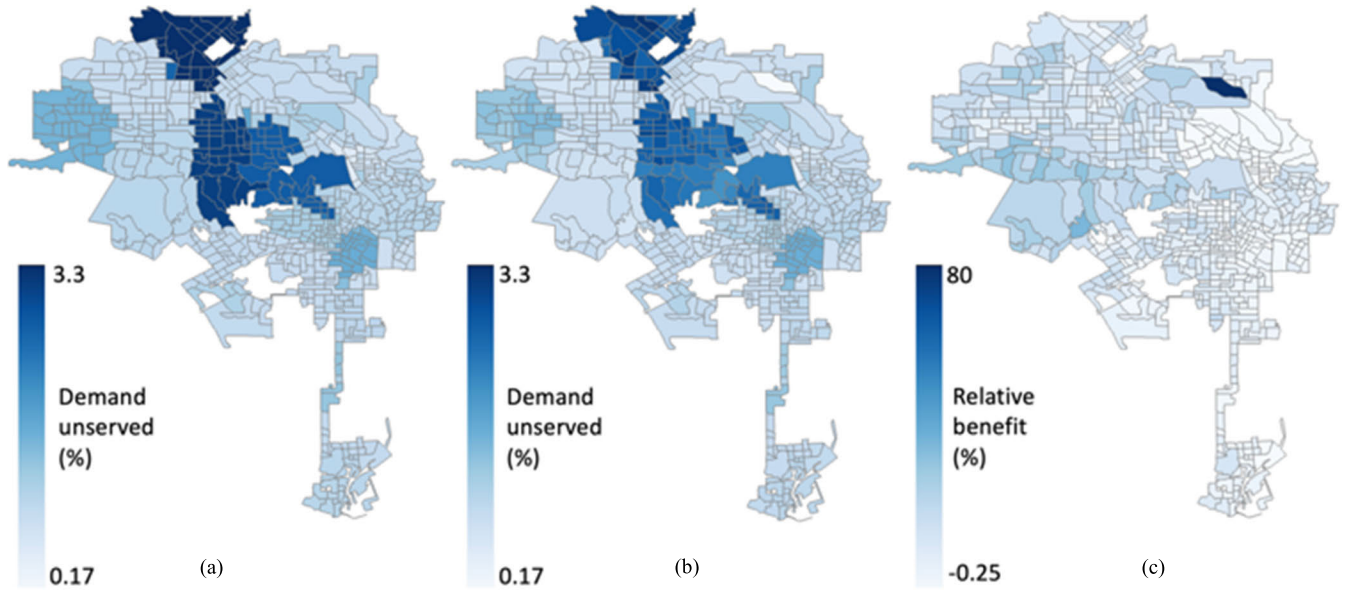 3.3
Demand
unserved
(%)
0.17
(a)
3.3
Demand
unserved
(%)
0.17
(b)
80
Relative
benefit
(%)
-0.25
(c)